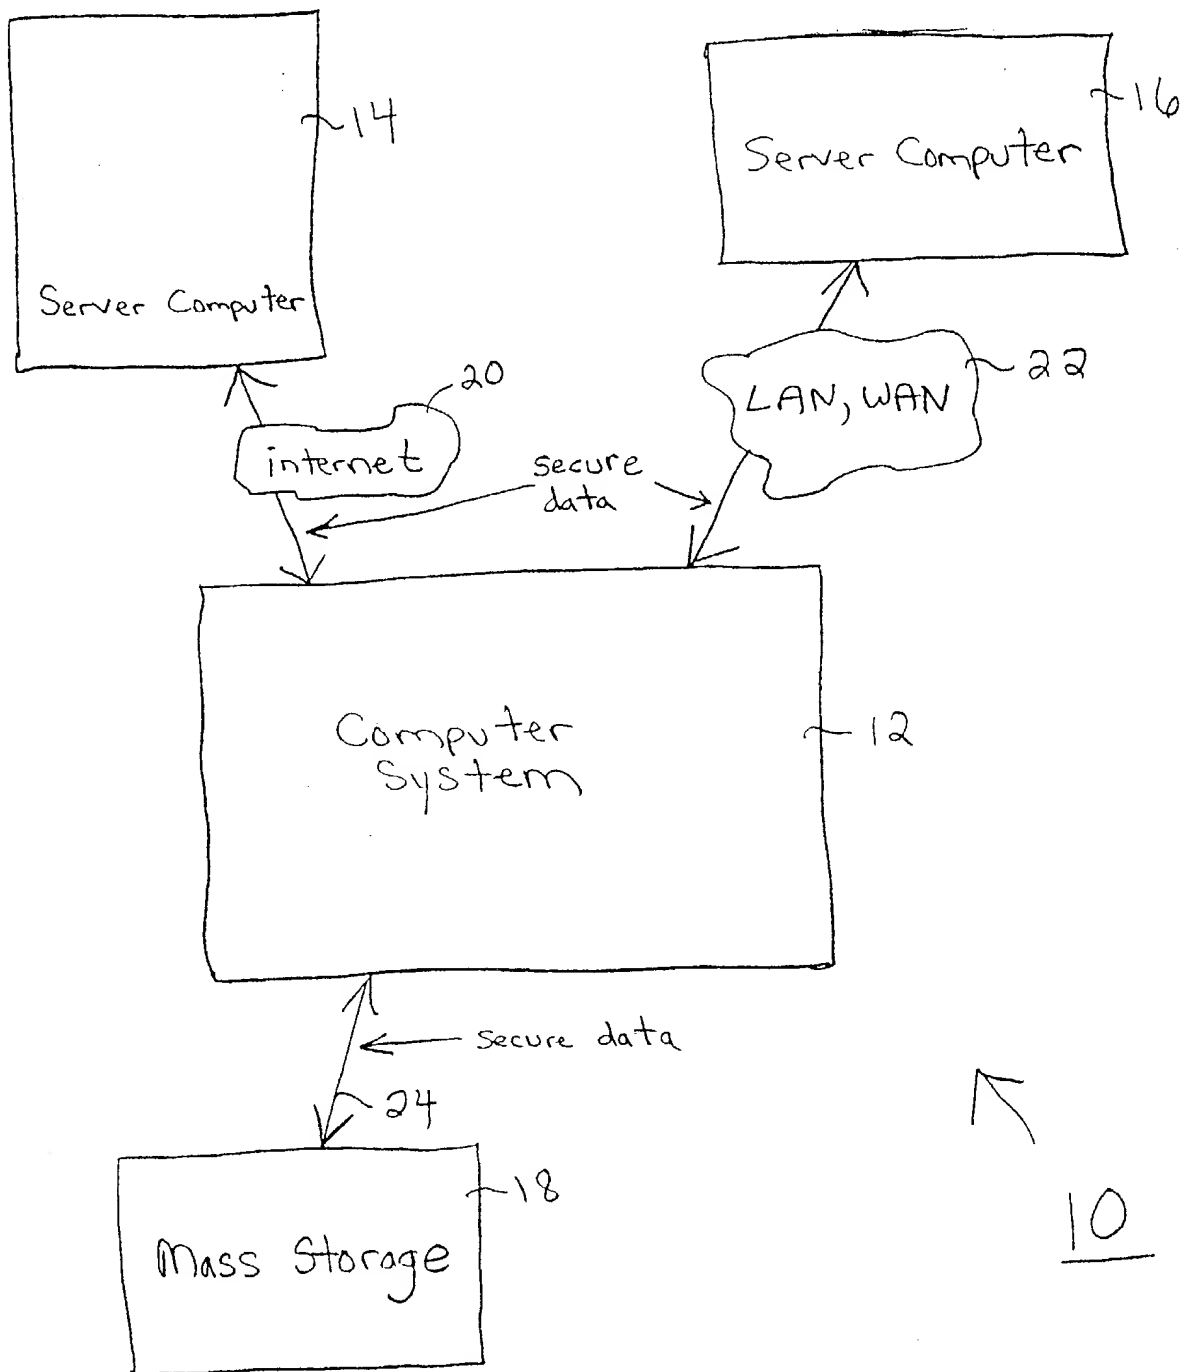 14
Server Computer
16
Server Computer
20
internet
22
LAN, WAN
secure
data
Computer
System
12
secure data
24
18
Mass Storage
10